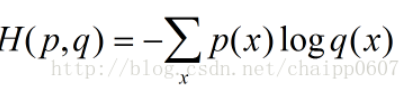 H(p,q) = −∑ p(x) log q(x)
x
http://blog.csdn.net/chaipp0607